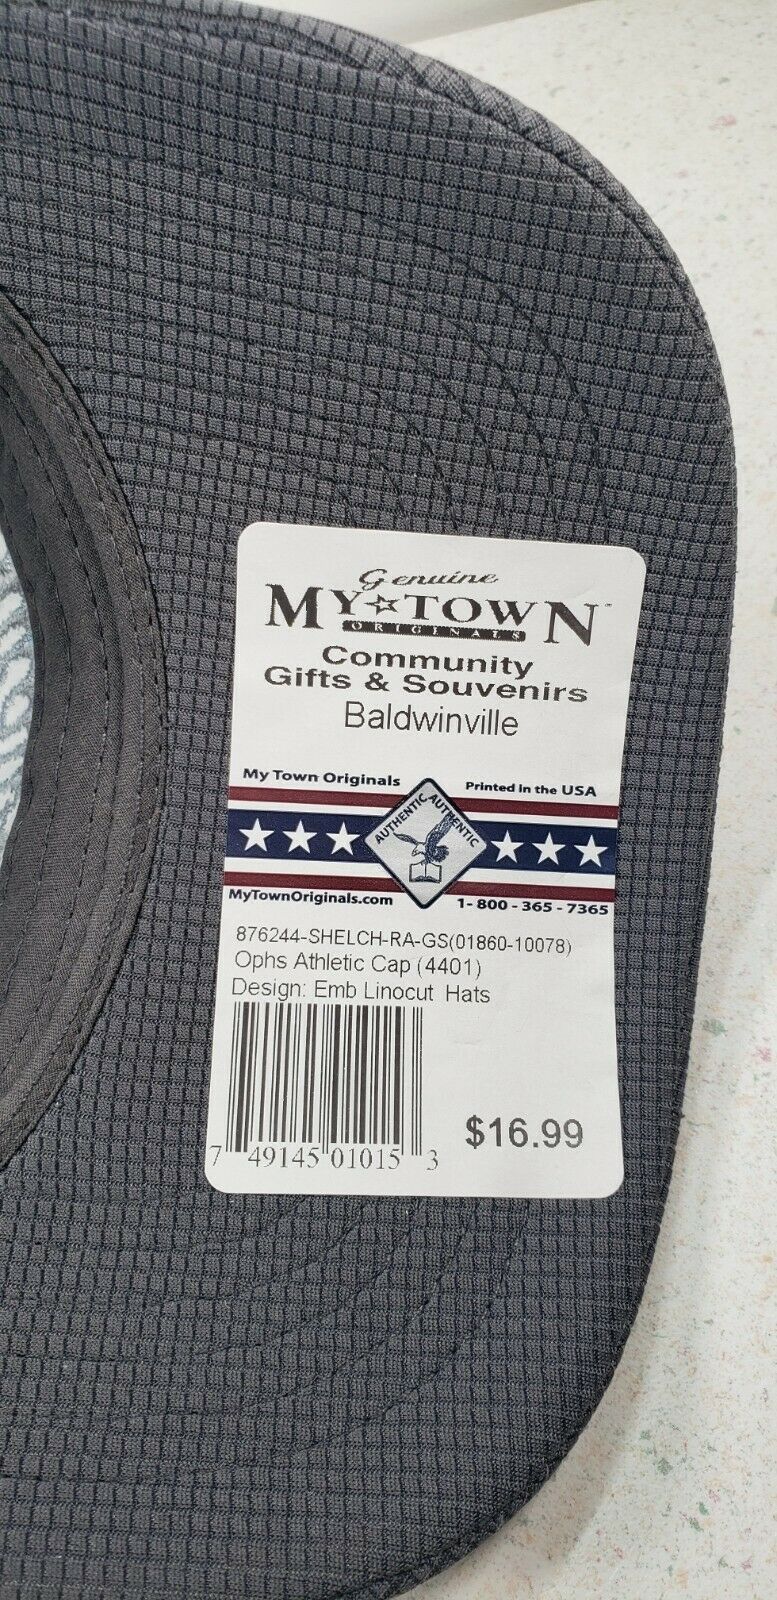 Genuine
MY☆TOWN™
ORIGINALS
Community
Gifts & Souvenirs
Baldwinville
My Town Originals Printed in the USA
AUTHENTIC AUTHENTIC
MyTownOriginals.com 1- 800 - 365 - 7365
876244-SHELCH-RA-GS(01860-10078)
Ophs Athletic Cap (4401)
Design: Emb Linocut Hats
$16.99
7 49145 01015 3